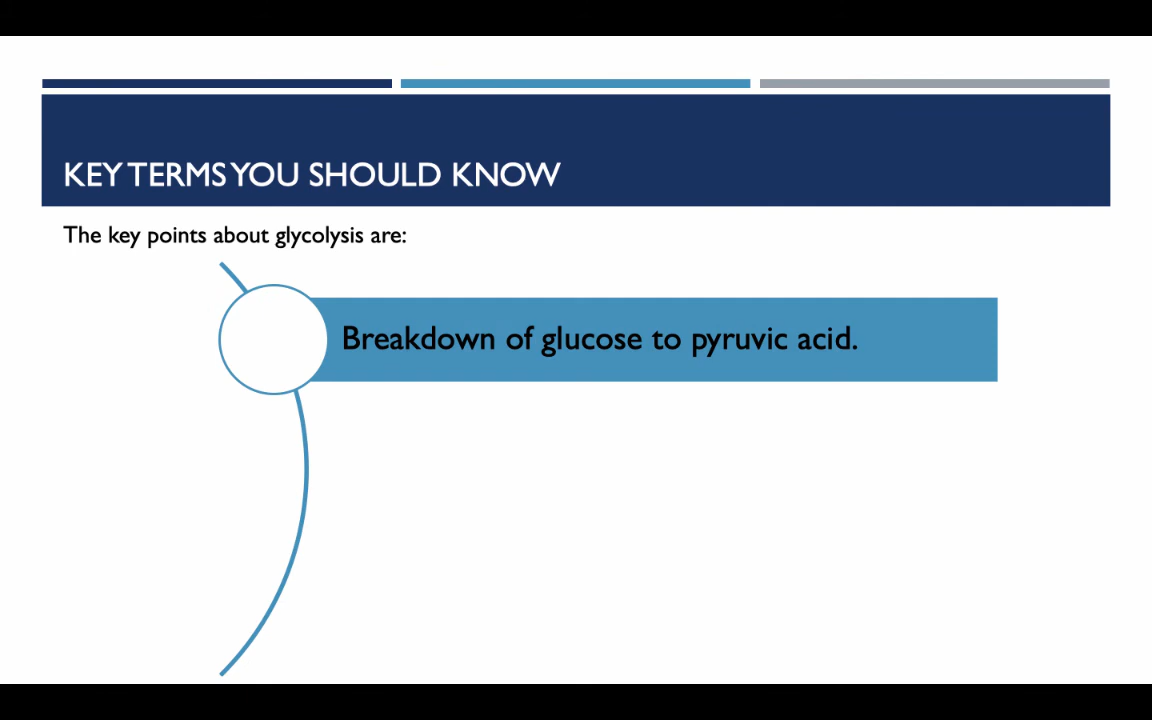 KEY TERMS YOU SHOULD KNOW
The key points about glycolysis are:
Breakdown of glucose to pyruvic acid.